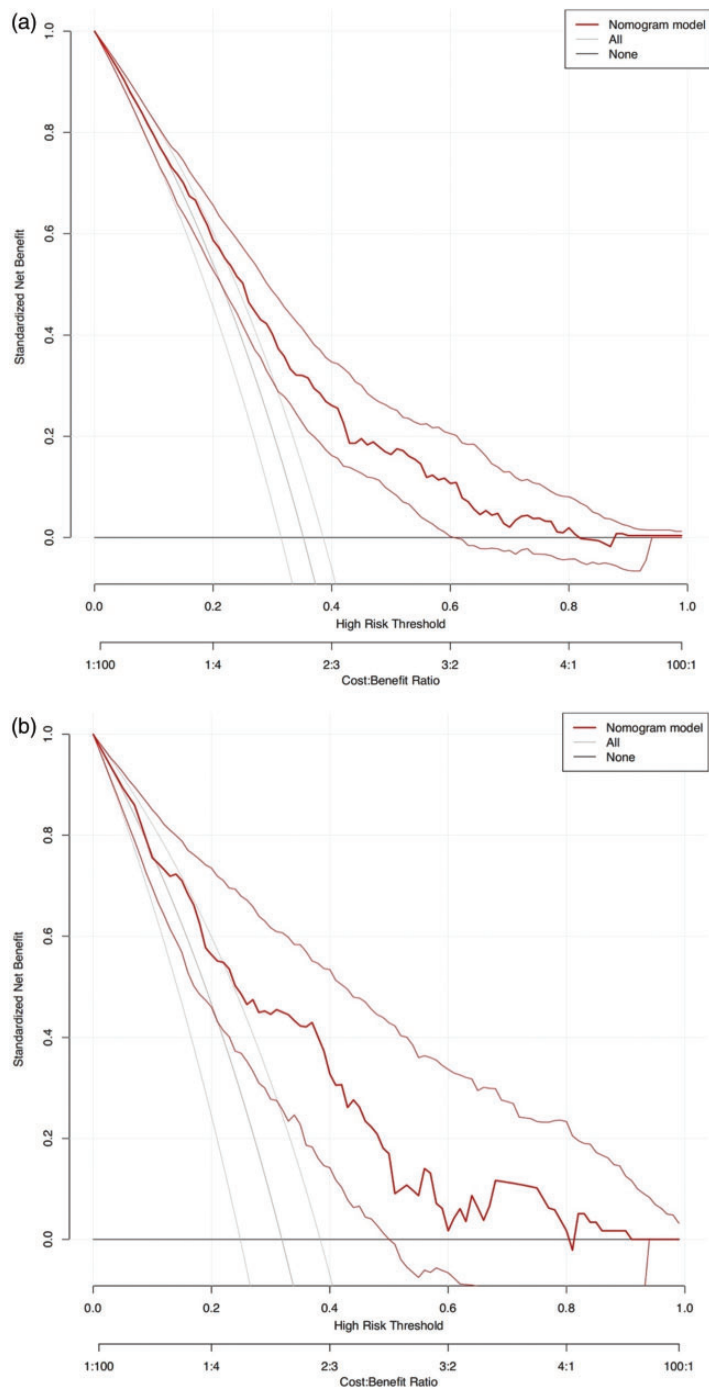 (a)
Nomogram model
All
None
Standardized Net Benefit
1.0
0.8
0.6
0.4
0.2
0.0
0.0 0.2 0.4 0.6 0.8 1.0
High Risk Threshold
1:100 1:4 2:3 3:2 4:1 100:1
Cost:Benefit Ratio
(b)
Nomogram model
All
None
Standardized Net Benefit
1.0
0.8
0.6
0.4
0.2
0.0
0.0 0.2 0.4 0.6 0.8 1.0
High Risk Threshold
1:100 1:4 2:3 3:2 4:1 100:1
Cost:Benefit Ratio